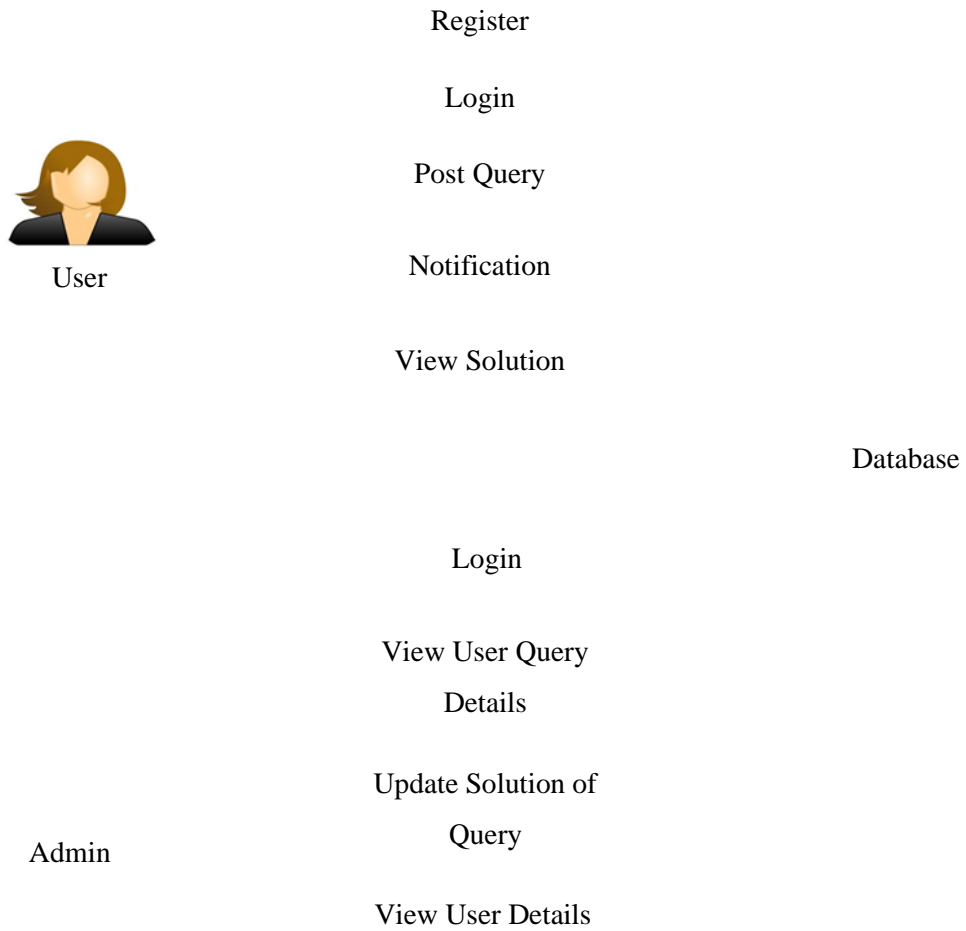 Register
Login
Post Query
Notification
User
View Solution
Database
Login
View User Query
Details
Update Solution of
Query
Admin
View User Details